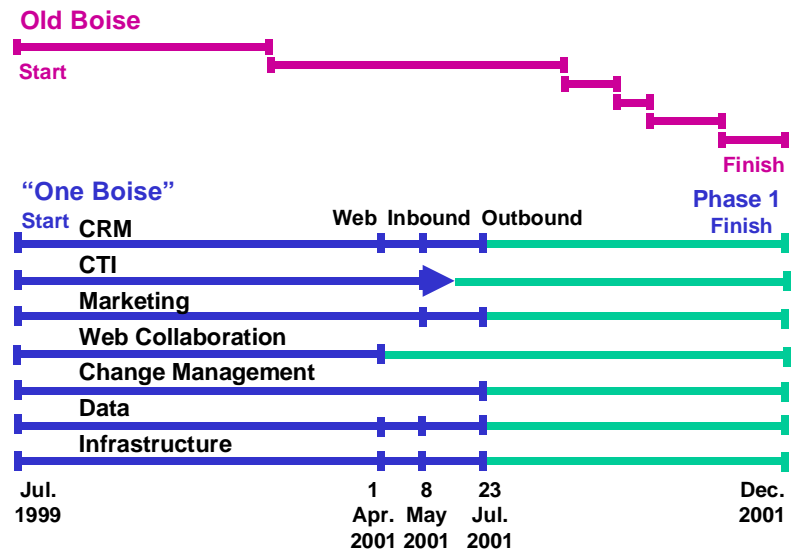 Old Boise
Start
Finish
“One Boise”
Phase 1
Start
Web Inbound Outbound
Finish
CRM
CTI
Marketing
Web Collaboration
Change Management
Data
Infrastructure
Jul. 1 8 23 Dec.
1999 Apr. May Jul. 2001
2001 2001 2001